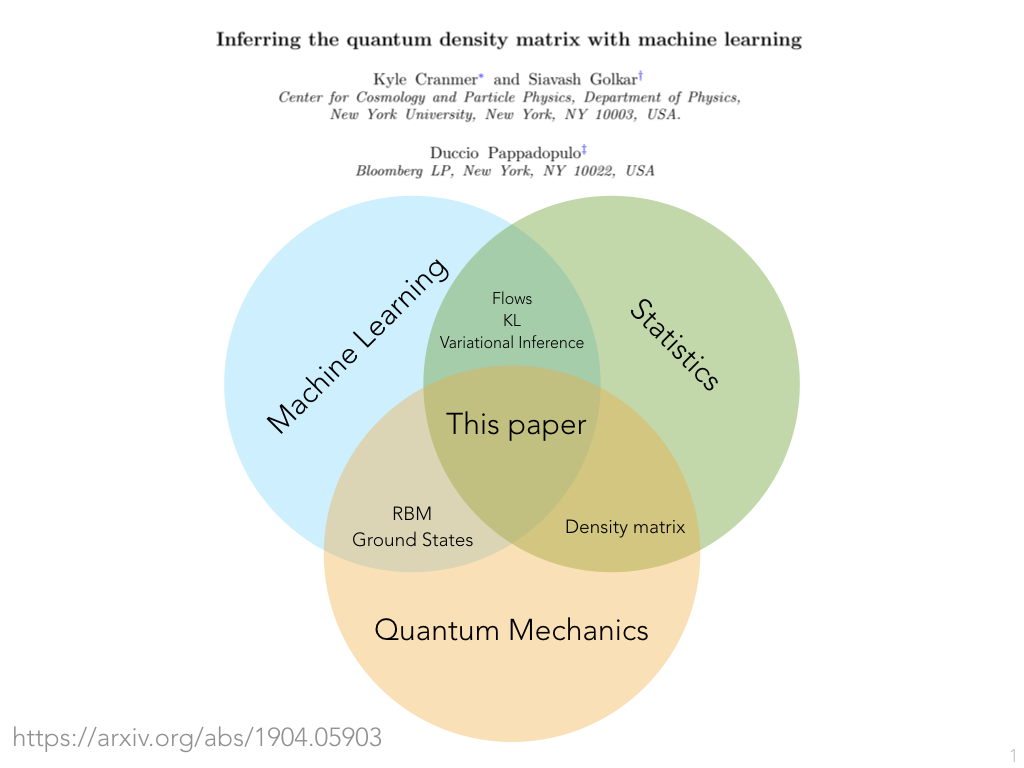 Inferring the quantum density matrix with machine learning
Kyle Cranmer* and Siavash Golkar†
Center for Cosmology and Particle Physics, Department of Physics,
New York University, New York, NY 10003, USA.
Duccio Pappadopulo‡
Bloomberg LP, New York, NY 10022, USA
Machine Learning
Flows
KL
Variational Inference
Statistics
This paper
RBM
Ground States
Density matrix
Quantum Mechanics
https://arxiv.org/abs/1904.05903
1